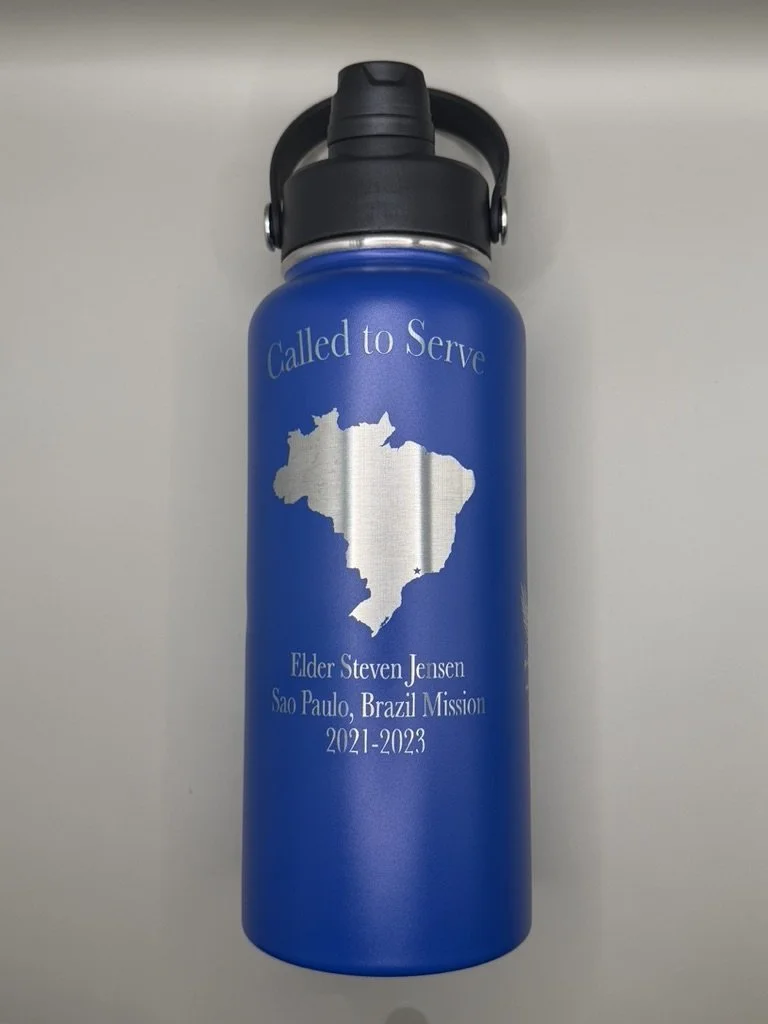 Called to Serve
Elder Steven Jensen
Sao Paulo, Brazil Mission
2021-2023